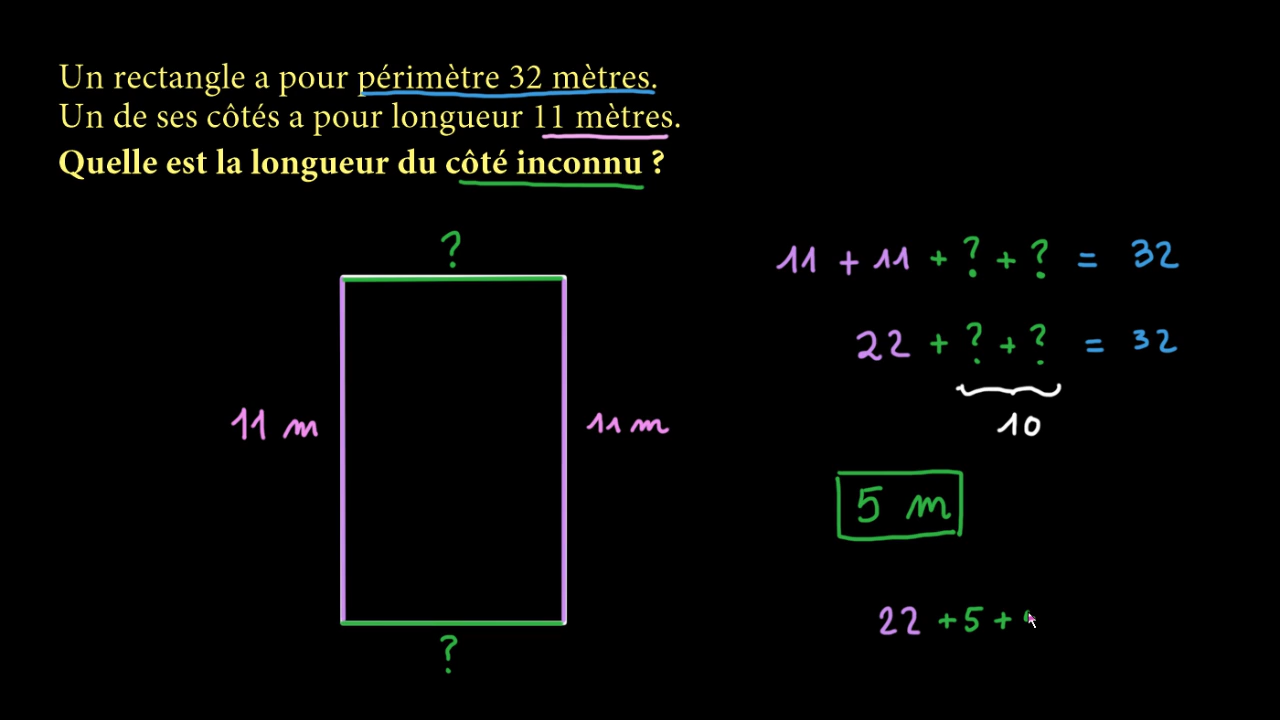 Un rectangle a pour périmètre 32 mètres.
Un de ses côtés a pour longueur 11 mètres.
Quelle est la longueur du côté inconnu ?
?
11 + 11 + ? + ? = 32
22 + ? + ? = 32
11 m
11 m
10
5 m
22 + 5 +
?